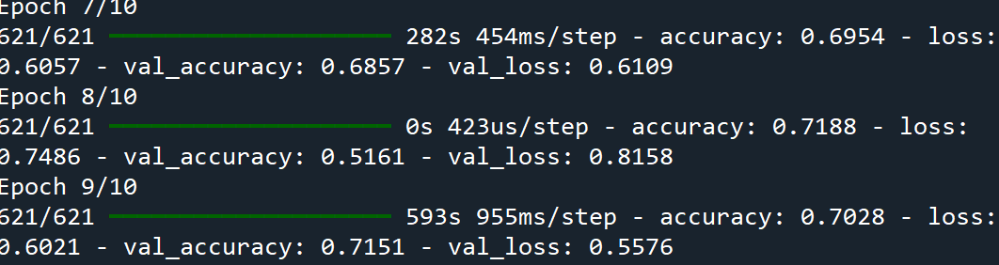 Epoch 7/10
621/621 ━━━━━━━━━━━━━━━━━━━━ 282s 454ms/step - accuracy: 0.6954 - loss:
0.6057 - val_accuracy: 0.6857 - val_loss: 0.6109
Epoch 8/10
621/621 ━━━━━━━━━━━━━━━━━━━━ 0s 423us/step - accuracy: 0.7188 - loss:
0.7486 - val_accuracy: 0.5161 - val_loss: 0.8158
Epoch 9/10
621/621 ━━━━━━━━━━━━━━━━━━━━ 593s 955ms/step - accuracy: 0.7028 - loss:
0.6021 - val_accuracy: 0.7151 - val_loss: 0.5576